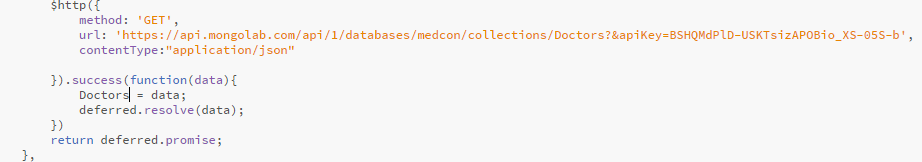 $http({
method: 'GET',
url: 'https://api.mongolab.com/api/1/databases/medcon/collections/Doctors?&apiKey=BSHQMdPlD-USKTsizAPOBio_XS-05S-b',
contentType:"application/json"
}).success(function(data){
Doctors = data;
deferred.resolve(data);
})
return deferred.promise;
},